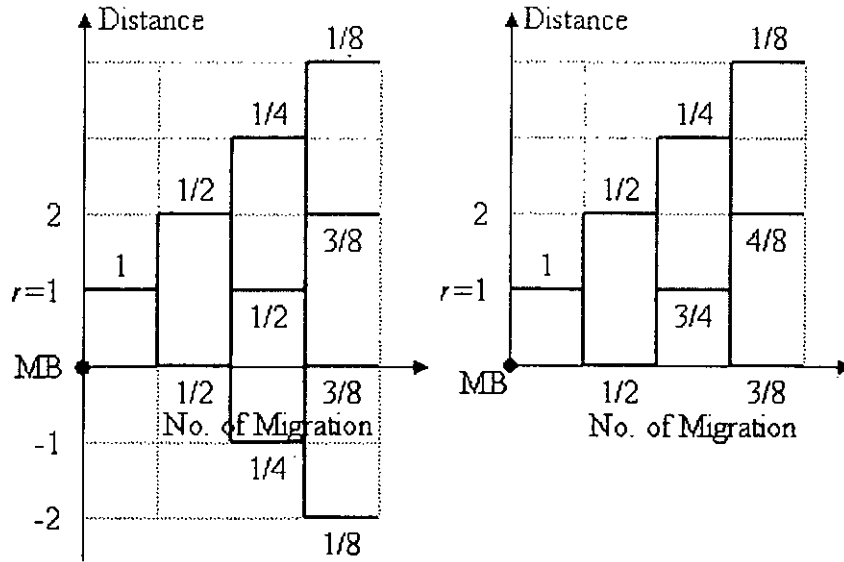 Distance
1/8
1/4
1/2
2
3/8
1
r=1
1/2
MB
1/2
3/8
No. of Migration
-1
1/4
-2
1/8
Distance
1/8
1/4
1/2
2
4/8
1
r=1
3/4
MB
1/2
3/8
No. of Migration